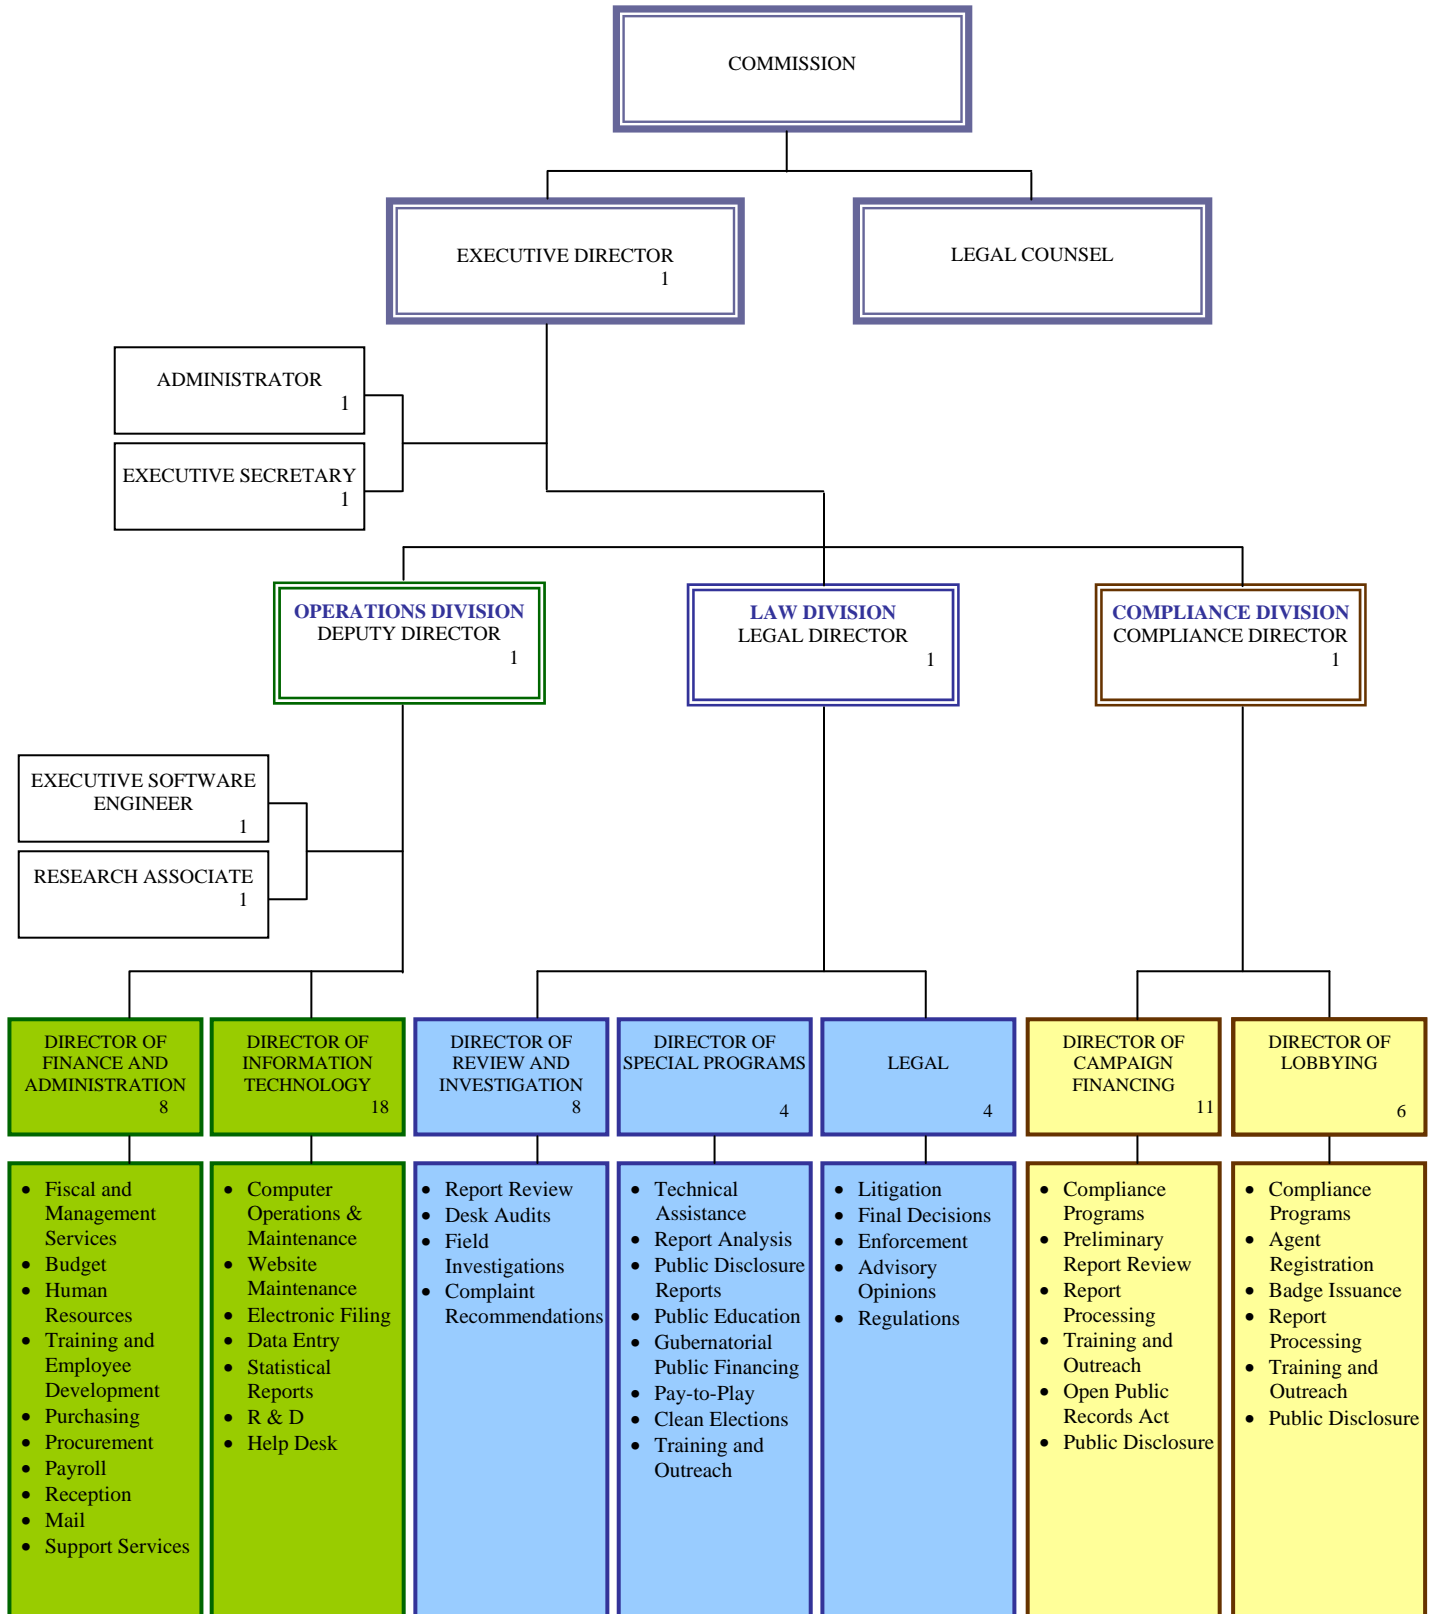 COMMISSION
EXECUTIVE DIRECTOR
1
LEGAL COUNSEL
ADMINISTRATOR
1
EXECUTIVE SECRETARY
1
OPERATIONS DIVISION
DEPUTY DIRECTOR
1
LAW DIVISION
LEGAL DIRECTOR
1
COMPLIANCE DIVISION
COMPLIANCE DIRECTOR
1
EXECUTIVE SOFTWARE
ENGINEER
1
RESEARCH ASSOCIATE
1
DIRECTOR OF
FINANCE AND
ADMINISTRATION
8
DIRECTOR OF
INFORMATION
TECHNOLOGY
18
DIRECTOR OF
REVIEW AND
INVESTIGATION
8
DIRECTOR OF
SPECIAL PROGRAMS
4
LEGAL
4
DIRECTOR OF
CAMPAIGN
FINANCING
11
DIRECTOR OF
LOBBYING
6
• Fiscal and
Management
Services
• Budget
• Human
Resources
• Training and
Employee
Development
• Purchasing
• Procurement
• Payroll
• Reception
• Mail
• Support Services
• Computer
Operations &
Maintenance
• Website
Maintenance
• Electronic Filing
• Data Entry
• Statistical
Reports
• R & D
• Help Desk
• Report Review
• Desk Audits
• Field
Investigations
• Complaint
Recommendations
• Technical
Assistance
• Report Analysis
• Public Disclosure
Reports
• Public Education
• Gubernatorial
Public Financing
• Pay-to-Play
• Clean Elections
• Training and
Outreach
• Litigation
• Final Decisions
• Enforcement
• Advisory
Opinions
• Regulations
• Compliance
Programs
• Preliminary
Report Review
• Report
Processing
• Training and
Outreach
• Open Public
Records Act
• Public Disclosure
• Compliance
Programs
• Agent
Registration
• Badge Issuance
• Report
Processing
• Training and
Outreach
• Public Disclosure